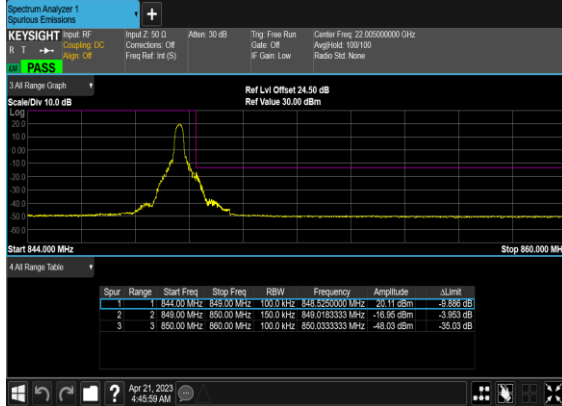 Spectrum Analyzer 1
Spurious Emissions
+
KEYSIGHT Input: RF Input Z: 50 Ω Atten: 30 dB Trig: Free Run Center Freq: 22.005000000 GHz
R T Coupling: DC Corrections: Off Gate: Off Avg|Hold: 100/100
Align: Off Freq Ref: Int (S) IF Gain: Low Radio Std: None
PASS
3 All Range Graph
Ref Lvl Offset 24.50 dB
Scale/Div 10.0 dB Ref Value 30.00 dBm
Log
20.0
10.0
0.00
-10.0
-20.0
-30.0
-40.0
-50.0
-60.0
Start 844.000 MHz Stop 860.000 MHz
4 All Range Table
Spur Range Start Freq Stop Freq RBW Frequency Amplitude ΔLimit
1 1 844.00 MHz 849.00 MHz 100.0 kHz 848.5250000 MHz 20.11 dBm -9.886 dB
2 2 849.00 MHz 850.00 MHz 150.0 kHz 849.0183333 MHz -16.95 dBm -3.953 dB
3 3 850.00 MHz 860.00 MHz 100.0 kHz 850.0333333 MHz -48.03 dBm -35.03 dB
? Apr 21, 2023
4:45:59 AM